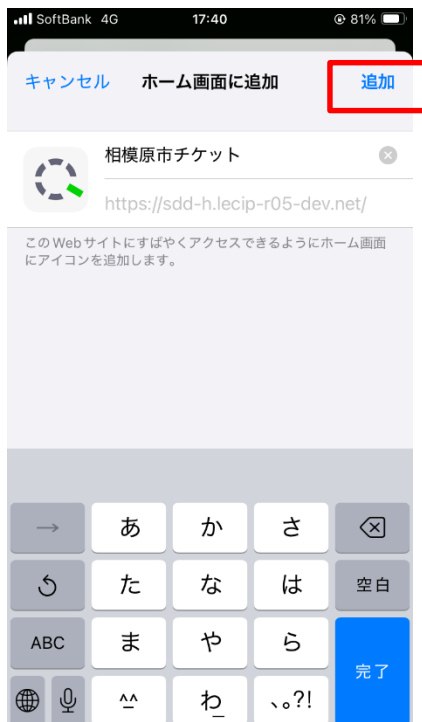 SoftBank 4G 17:40 81%
キャンセル ホーム画面に追加 追加
相模原市チケット
https://sdd-h.lecip-r05-dev.net/
このWebサイトにすばやくアクセスできるようにホーム画面
にアイコンを追加します。
→ あ か さ
た な は 空白
ABC ま や ら
完了
^^ わ_ 、。?!